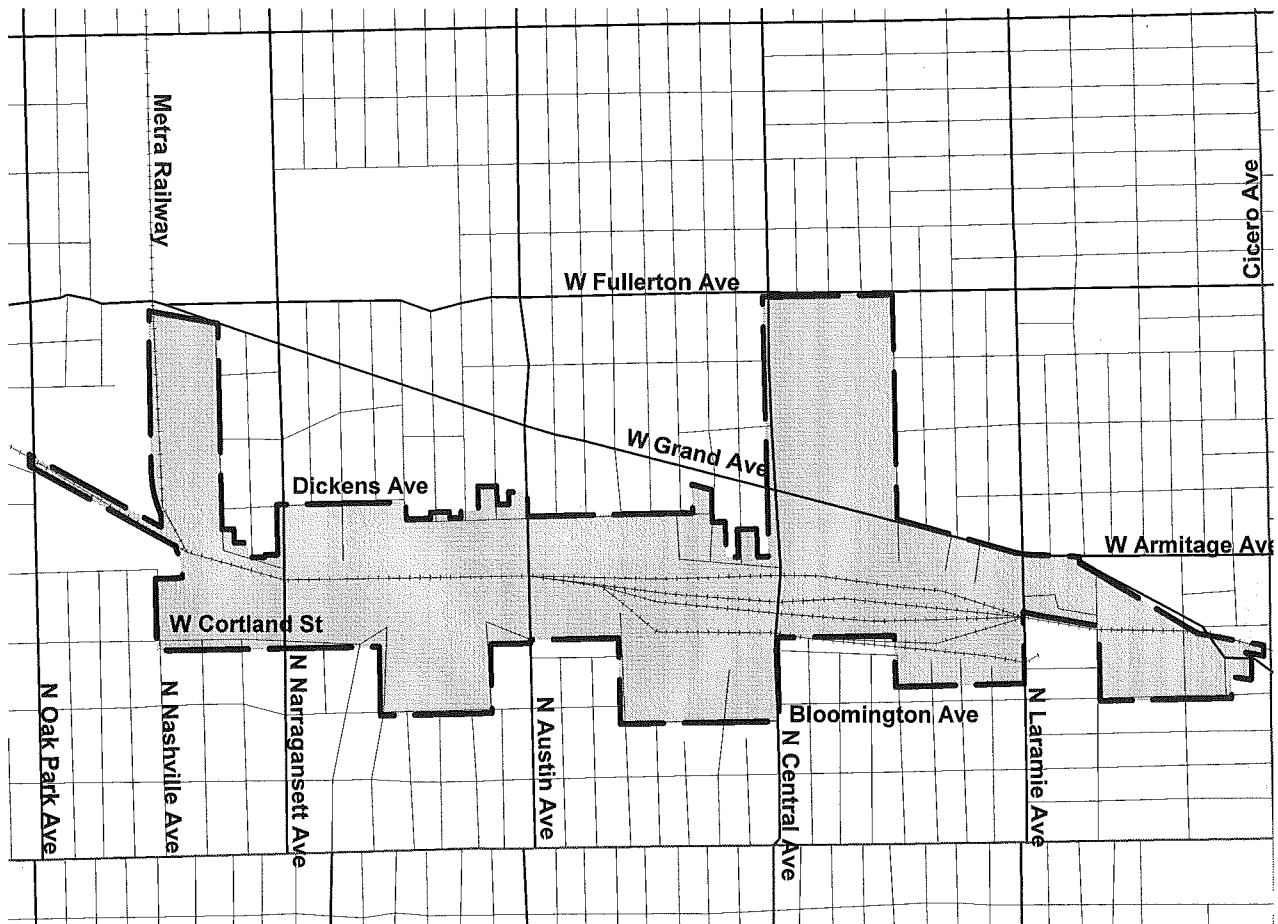 Metra Railway
Cicero Ave
W Fullerton Ave
W Grand Ave
Dickens Ave
W Armitage Ave
W Cortland St
Bloomington Ave
N Oak Park Ave
N Nashville Ave
N Narragansett Ave
N Austin Ave
N Central Ave
N Laramie Ave